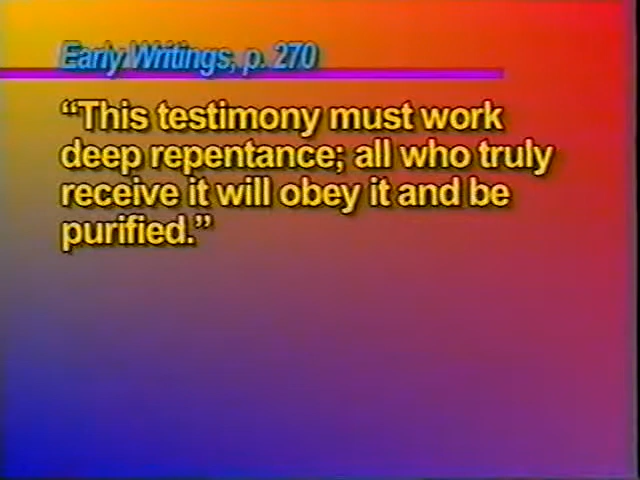 Early Writings, p. 270
“This testimony must work
deep repentance; all who truly
receive it will obey it and be
purified.”